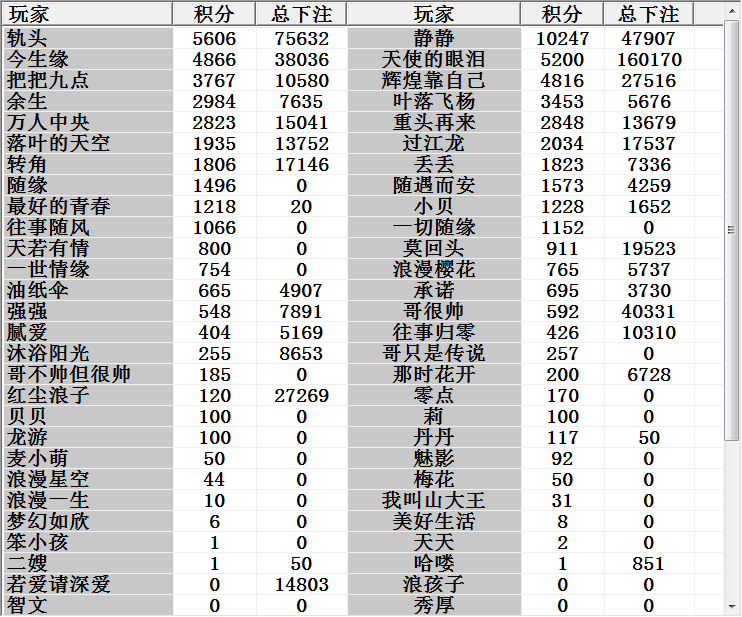 玩家 积分 总下注 玩家 积分 总下注
轨头 5606 75632 静静 10247 47907
今生缘 4866 38036 天使的眼泪 5200 160170
把把九点 3767 10580 辉煌靠自己 4816 27516
余生 2984 7635 叶落飞杨 3453 5676
万人中央 2823 15041 重头再来 2848 13679
落叶的天空 1935 13752 过江龙 2034 17537
转角 1806 17146 丢丢 1823 7336
随缘 1496 0 随遇而安 1573 4259
最好的青春 1218 20 小贝 1228 1652
往事随风 1066 0 一切随缘 1152 0
天若有情 800 0 莫回头 911 19523
一世情缘 754 0 浪漫樱花 765 5737
油纸伞 665 4907 承诺 695 3730
强强 548 7891 哥很帅 592 40331
腻爱 404 5169 往事归零 426 10310
沐浴阳光 255 8653 哥只是传说 257 0
哥不帅但很帅 185 0 那时花开 200 6728
红尘浪子 120 27269 零点 170 0
贝贝 100 0 莉 100 0
龙游 100 0 丹丹 117 50
麦小萌 50 0 魅影 92 0
浪漫星空 44 0 梅花 50 0
浪漫一生 10 0 我叫山大王 31 0
梦幻如欣 6 0 美好生活 8 0
笨小孩 1 0 天天 2 0
二嫂 1 50 哈喽 1 851
若爱请深爱 0 14803 浪孩子 0 0
智文 0 0 秀厚 0 0